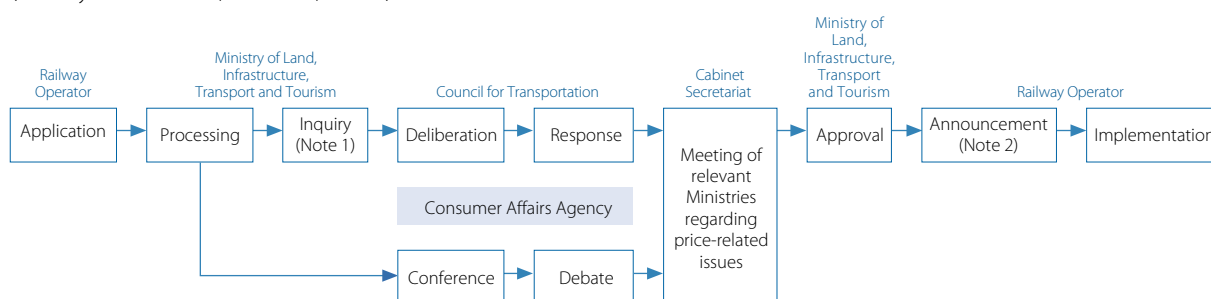 Railway
Operator
Ministry of Land,
Infrastructure,
Transport and Tourism
Council for Transportation
Cabinet
Secretariat
Ministry of
Land,
Infrastructure,
Transport
and Tourism
Railway Operator
Application
Processing
Inquiry
(Note 1)
Deliberation
Response
Meeting of
relevant
Ministries
regarding
price-related
issues
Approval
Announcement
(Note 2)
Implementation
Consumer Affairs Agency
Conference
Debate